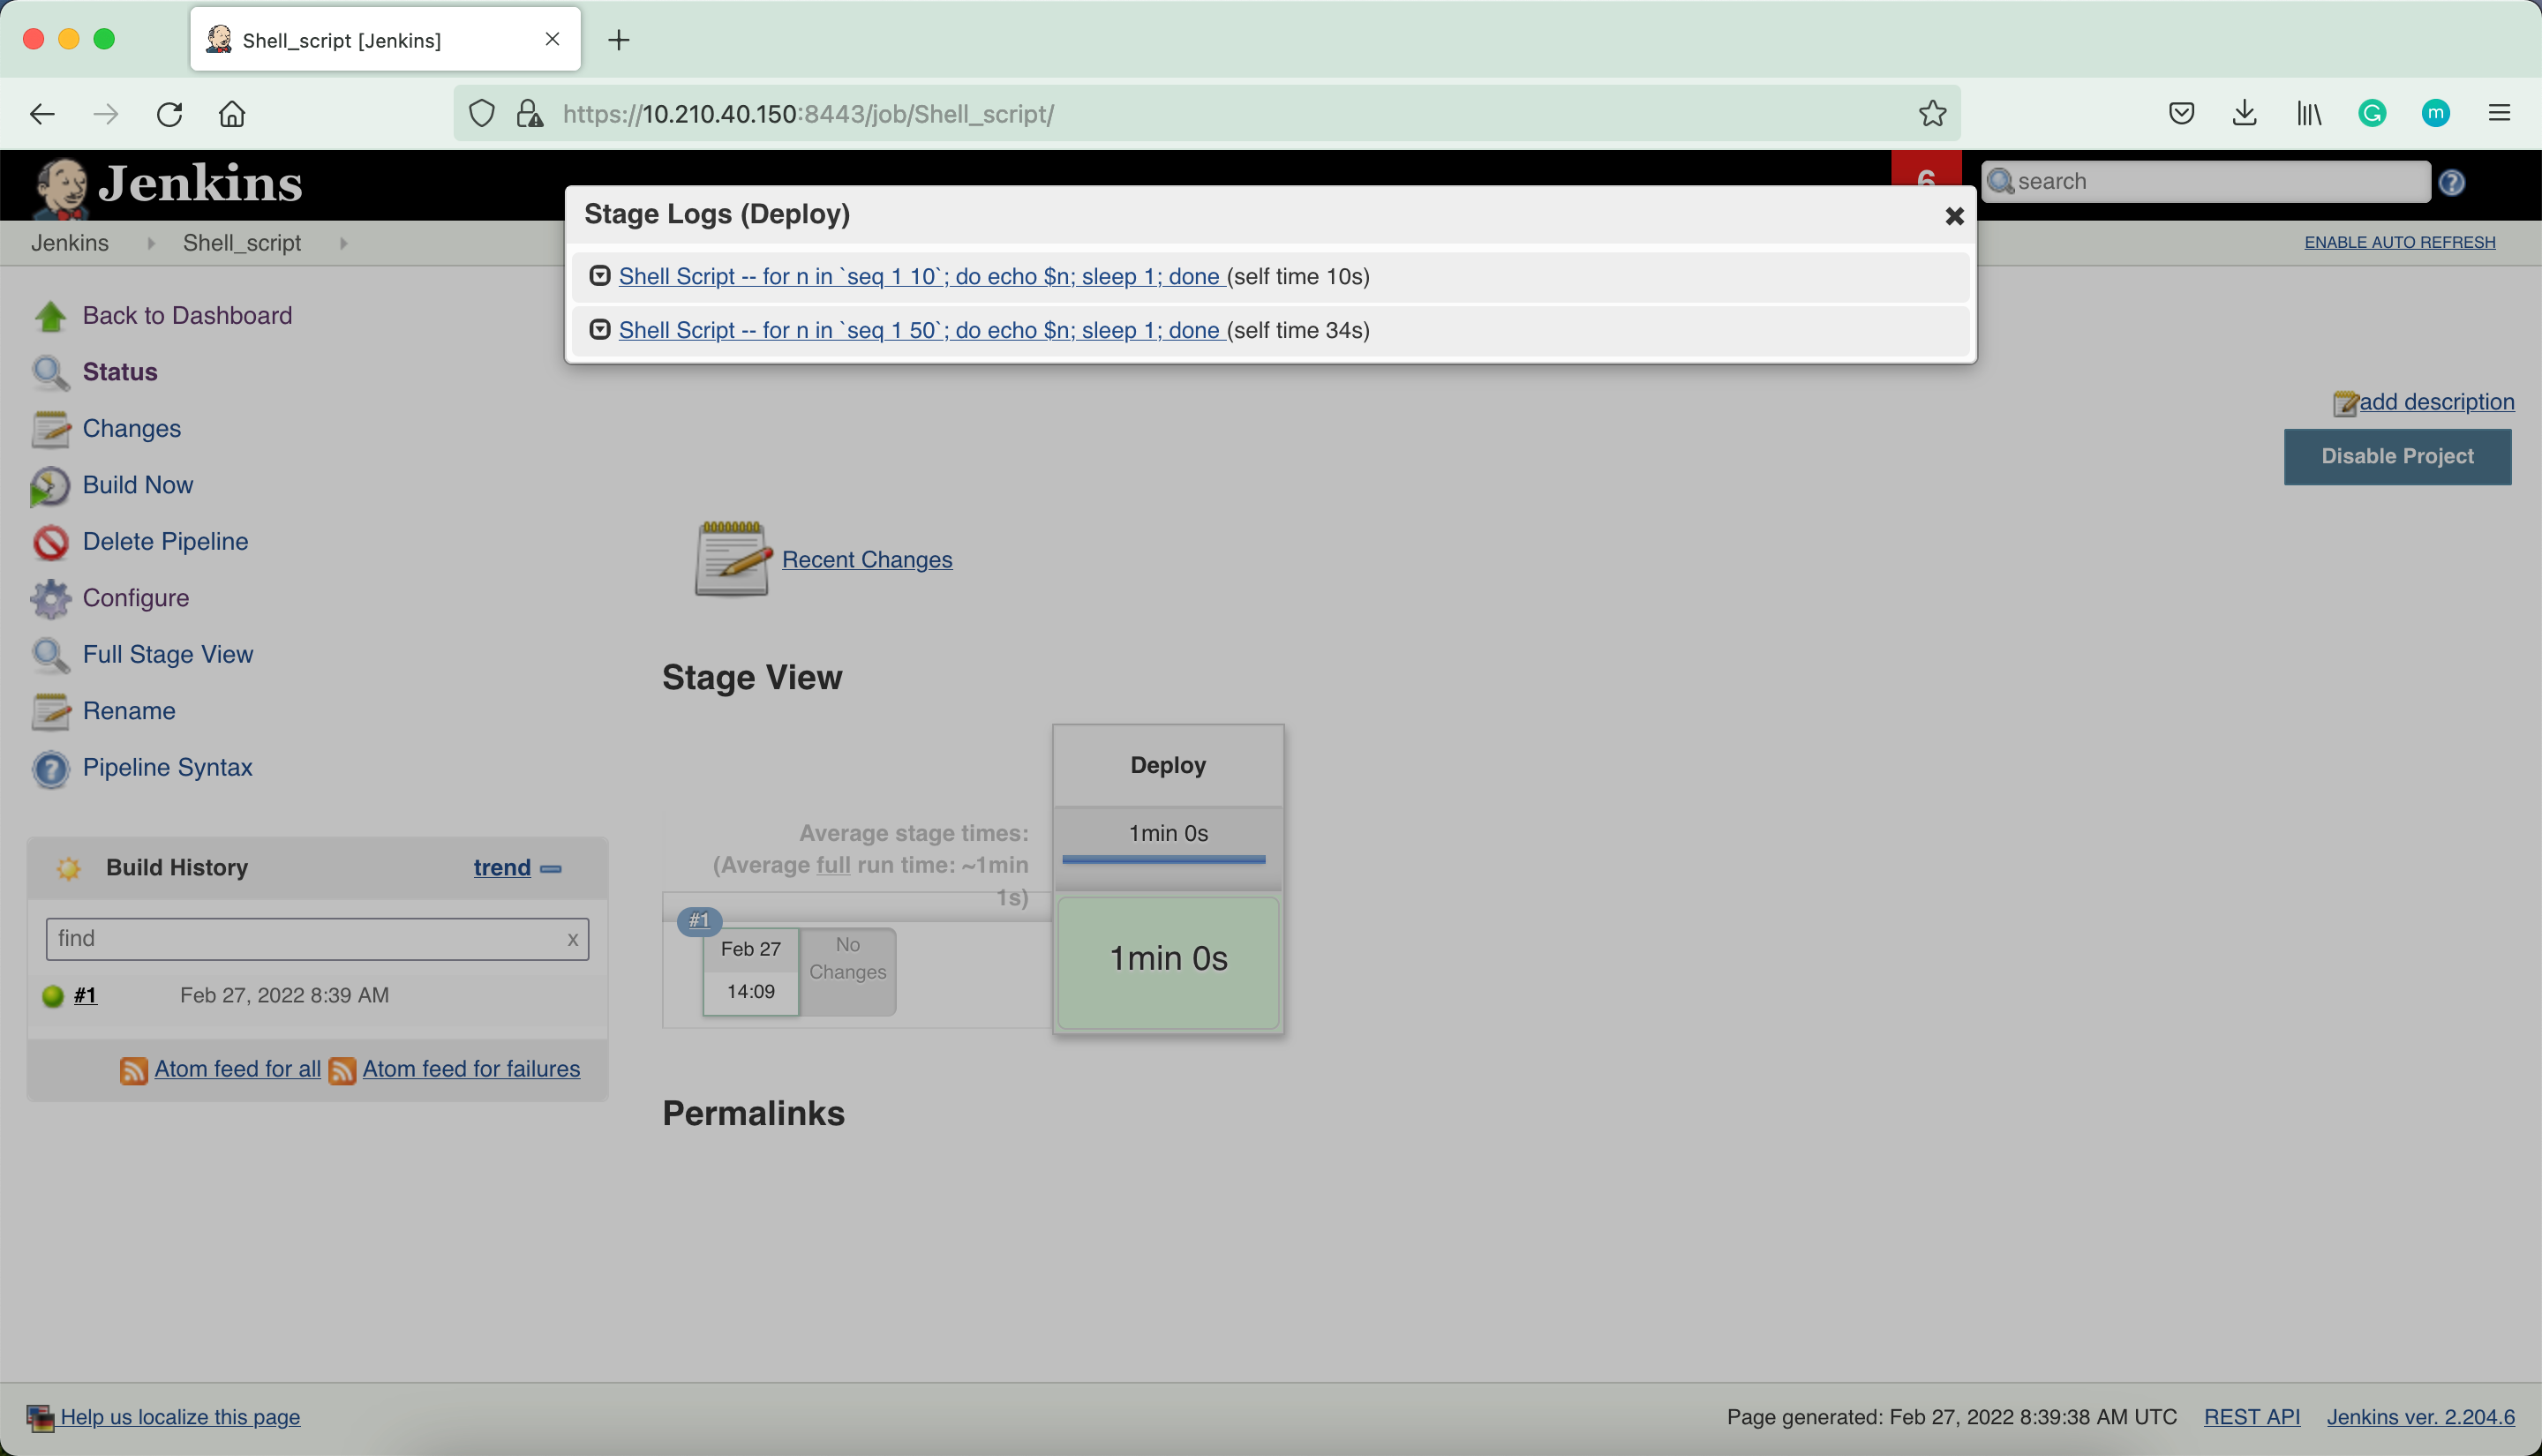 Shell_script [Jenkins]
https://10.210.40.150:8443/job/Shell_script/
m
Jenkins
6
search
Jenkins
Shell_script
ENABLE AUTO REFRESH
Stage Logs (Deploy)
Shell Script -- for n in `seq 1 10`; do echo $n; sleep 1; done (self time 10s)
Shell Script -- for n in `seq 1 50`; do echo $n; sleep 1; done (self time 34s)
Back to Dashboard
Status
Changes
Build Now
Delete Pipeline
Configure
Full Stage View
Rename
Pipeline Syntax
add description
Disable Project
Recent Changes
Stage View
Deploy
Average stage times:
(Average full run time: ~1min
1s)
1min 0s
#1
Feb 27
14:09
No
Changes
1min 0s
Build History
trend
find
x
#1
Feb 27, 2022 8:39 AM
Atom feed for all
Atom feed for failures
Permalinks
Help us localize this page
Page generated: Feb 27, 2022 8:39:38 AM UTC
REST API
Jenkins ver. 2.204.6